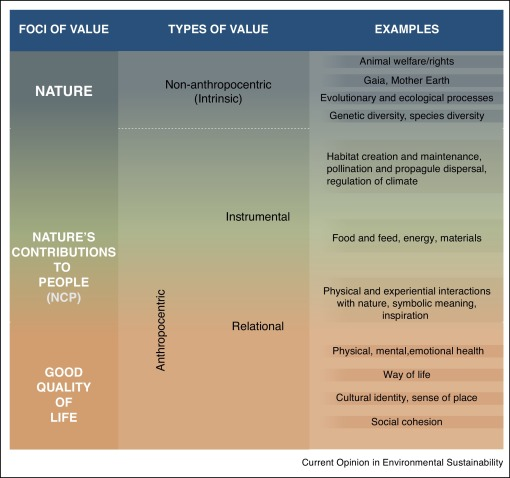 FOCI OF VALUE
TYPES OF VALUE
EXAMPLES
NATURE
Non-anthropocentric
(Intrinsic)
Animal welfare/rights
Gaia, Mother Earth
Evolutionary and ecological processes
Genetic diversity, species diversity
NATURE'S
CONTRIBUTIONS
TO
PEOPLE
(NCP)
Anthropocentric
Instrumental
Habitat creation and maintenance,
pollination and propagule dispersal,
regulation of climate
Food and feed, energy, materials
Physical and experiential interactions
with nature, symbolic meaning,
inspiration
Relational
GOOD
QUALITY
OF
LIFE
Physical, mental,emotional health
Way of life
Cultural identity, sense of place
Social cohesion
Current Opinion in Environmental Sustainability